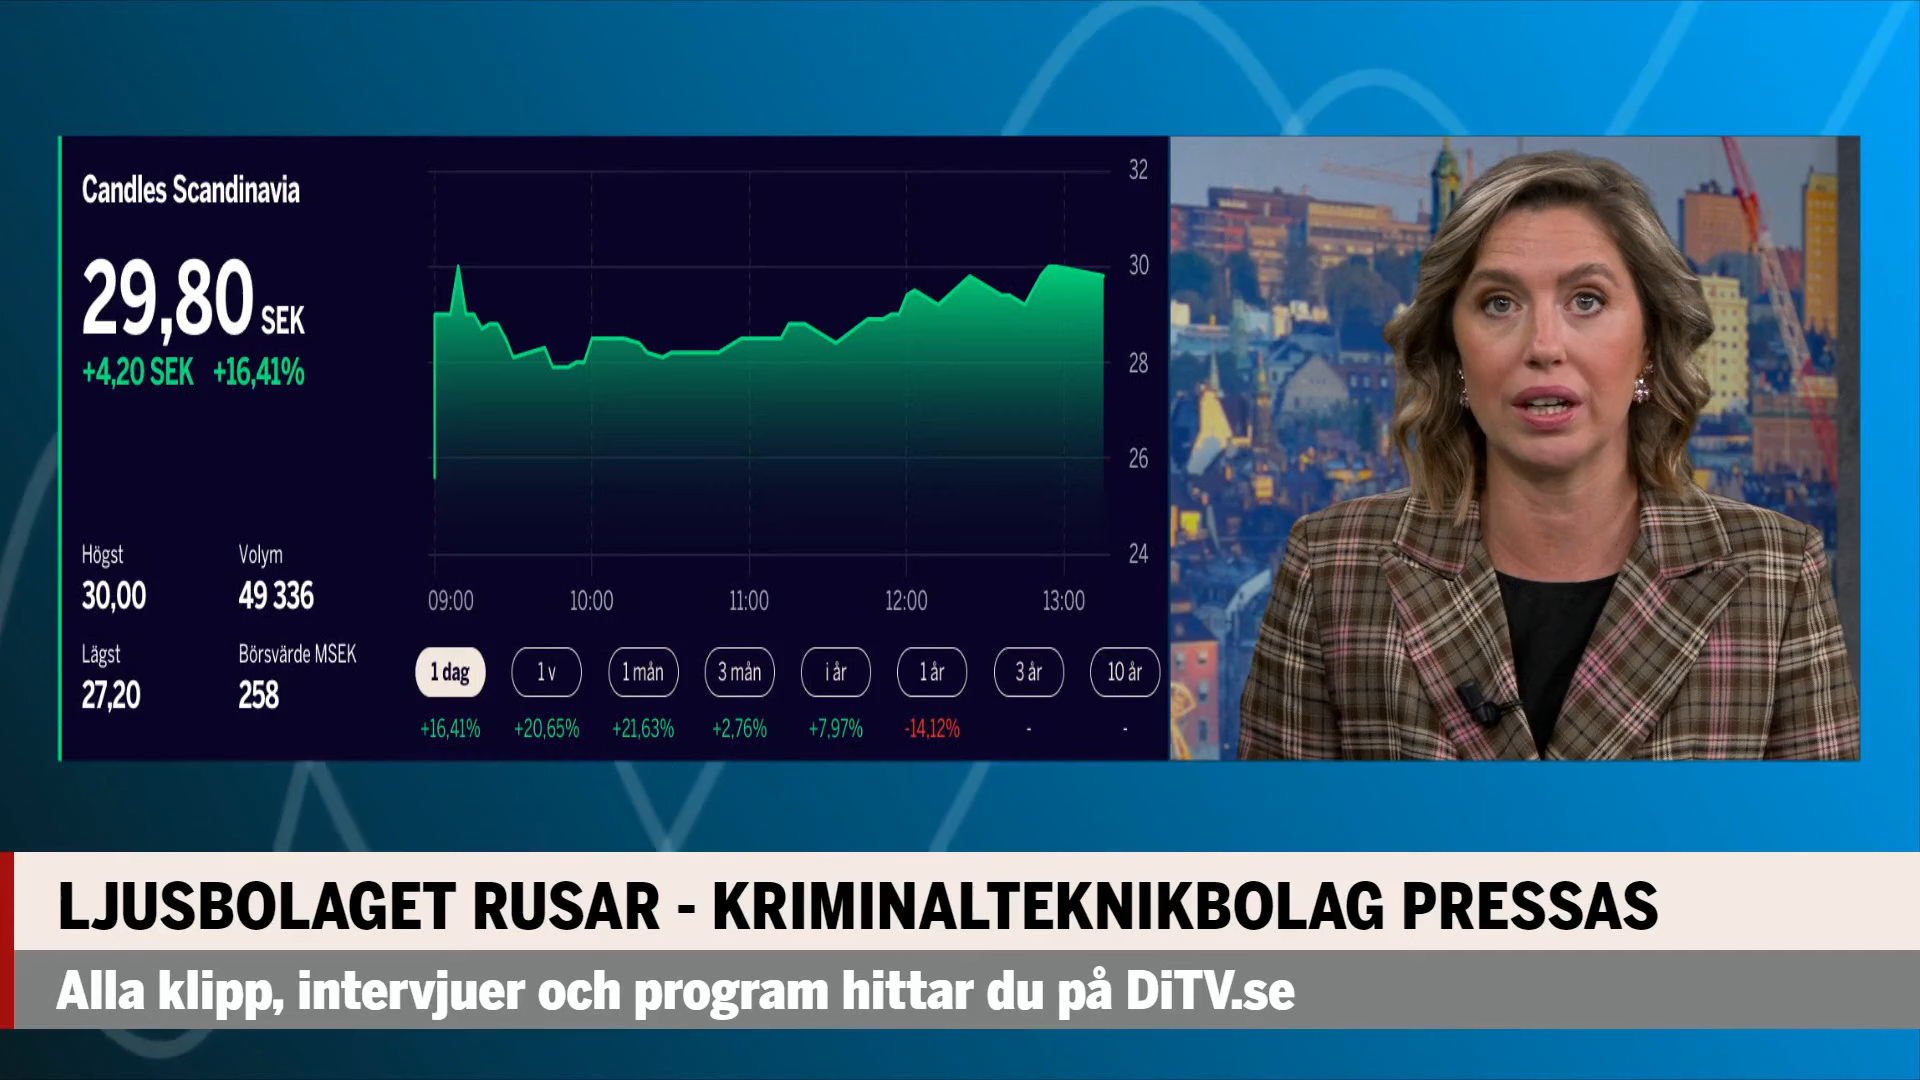 Candles Scandinavia
29,80 SEK
+4,20 SEK +16,41%
Högst
30,00
Volym
49 336
Lägst
27,20
Börsvärde MSEK
258
32
30
28
26
24
09:00 10:00 11:00 12:00 13:00
1 dag 1 v 1 mån 3 mån i år 1 år 3 år 10 år
+16,41% +20,65% +21,63% +2,76% +7,97% -14,12% - -
LJUSBOLAGET RUSAR - KRIMINALTEKNIKBOLAG PRESSAS
Alla klipp, intervjuer och program hittar du på DiTV.se